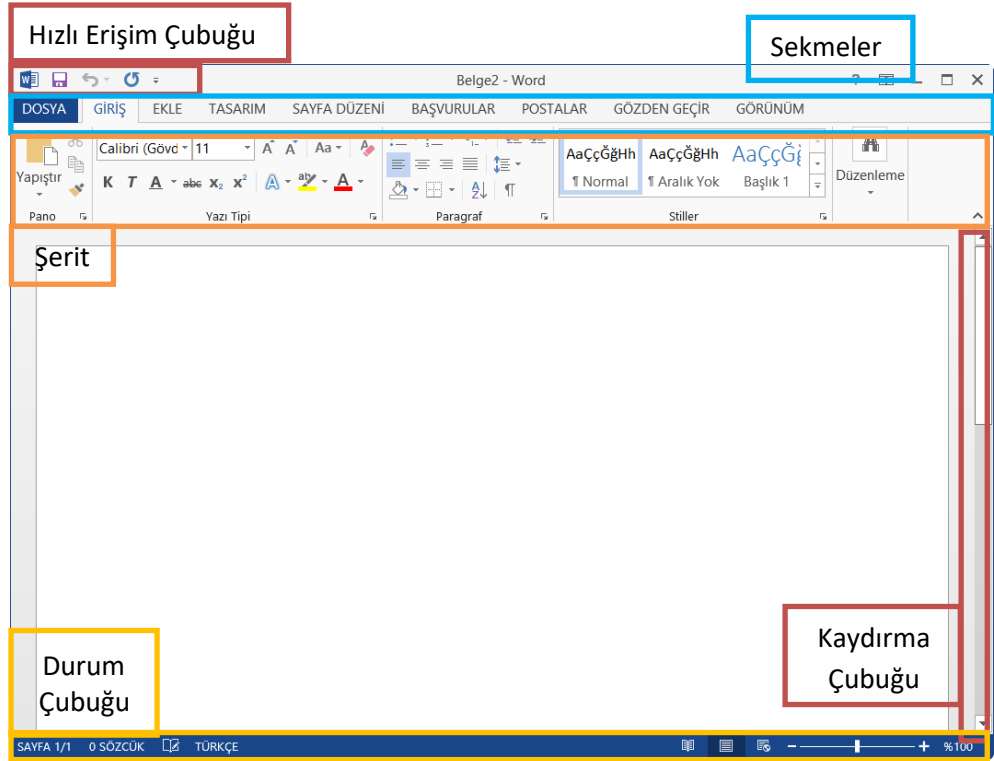 Hızlı Erişim Çubuğu
Sekmeler
Belge2 - Word
DOSYA GİRİŞ EKLE TASARIM SAYFA DÜZENİ BAŞVURULAR POSTALAR GÖZDEN GEÇİR GÖRÜNÜM
Calibri (Gövd 11 A A Aa
AaÇçĞğHh AaÇçĞğHh AaÇçĞğ
Yapıştır
K T A abc X₂ X² A aby A
A Z
¶ Normal ¶ Aralık Yok Başlık 1
Düzenleme
Pano Yazı Tipi Paragraf Stiller
Şerit
Kaydırma
Çubuğu
Durum
Çubuğu
SAYFA 1/1 0 SÖZCÜK TÜRKÇE %100